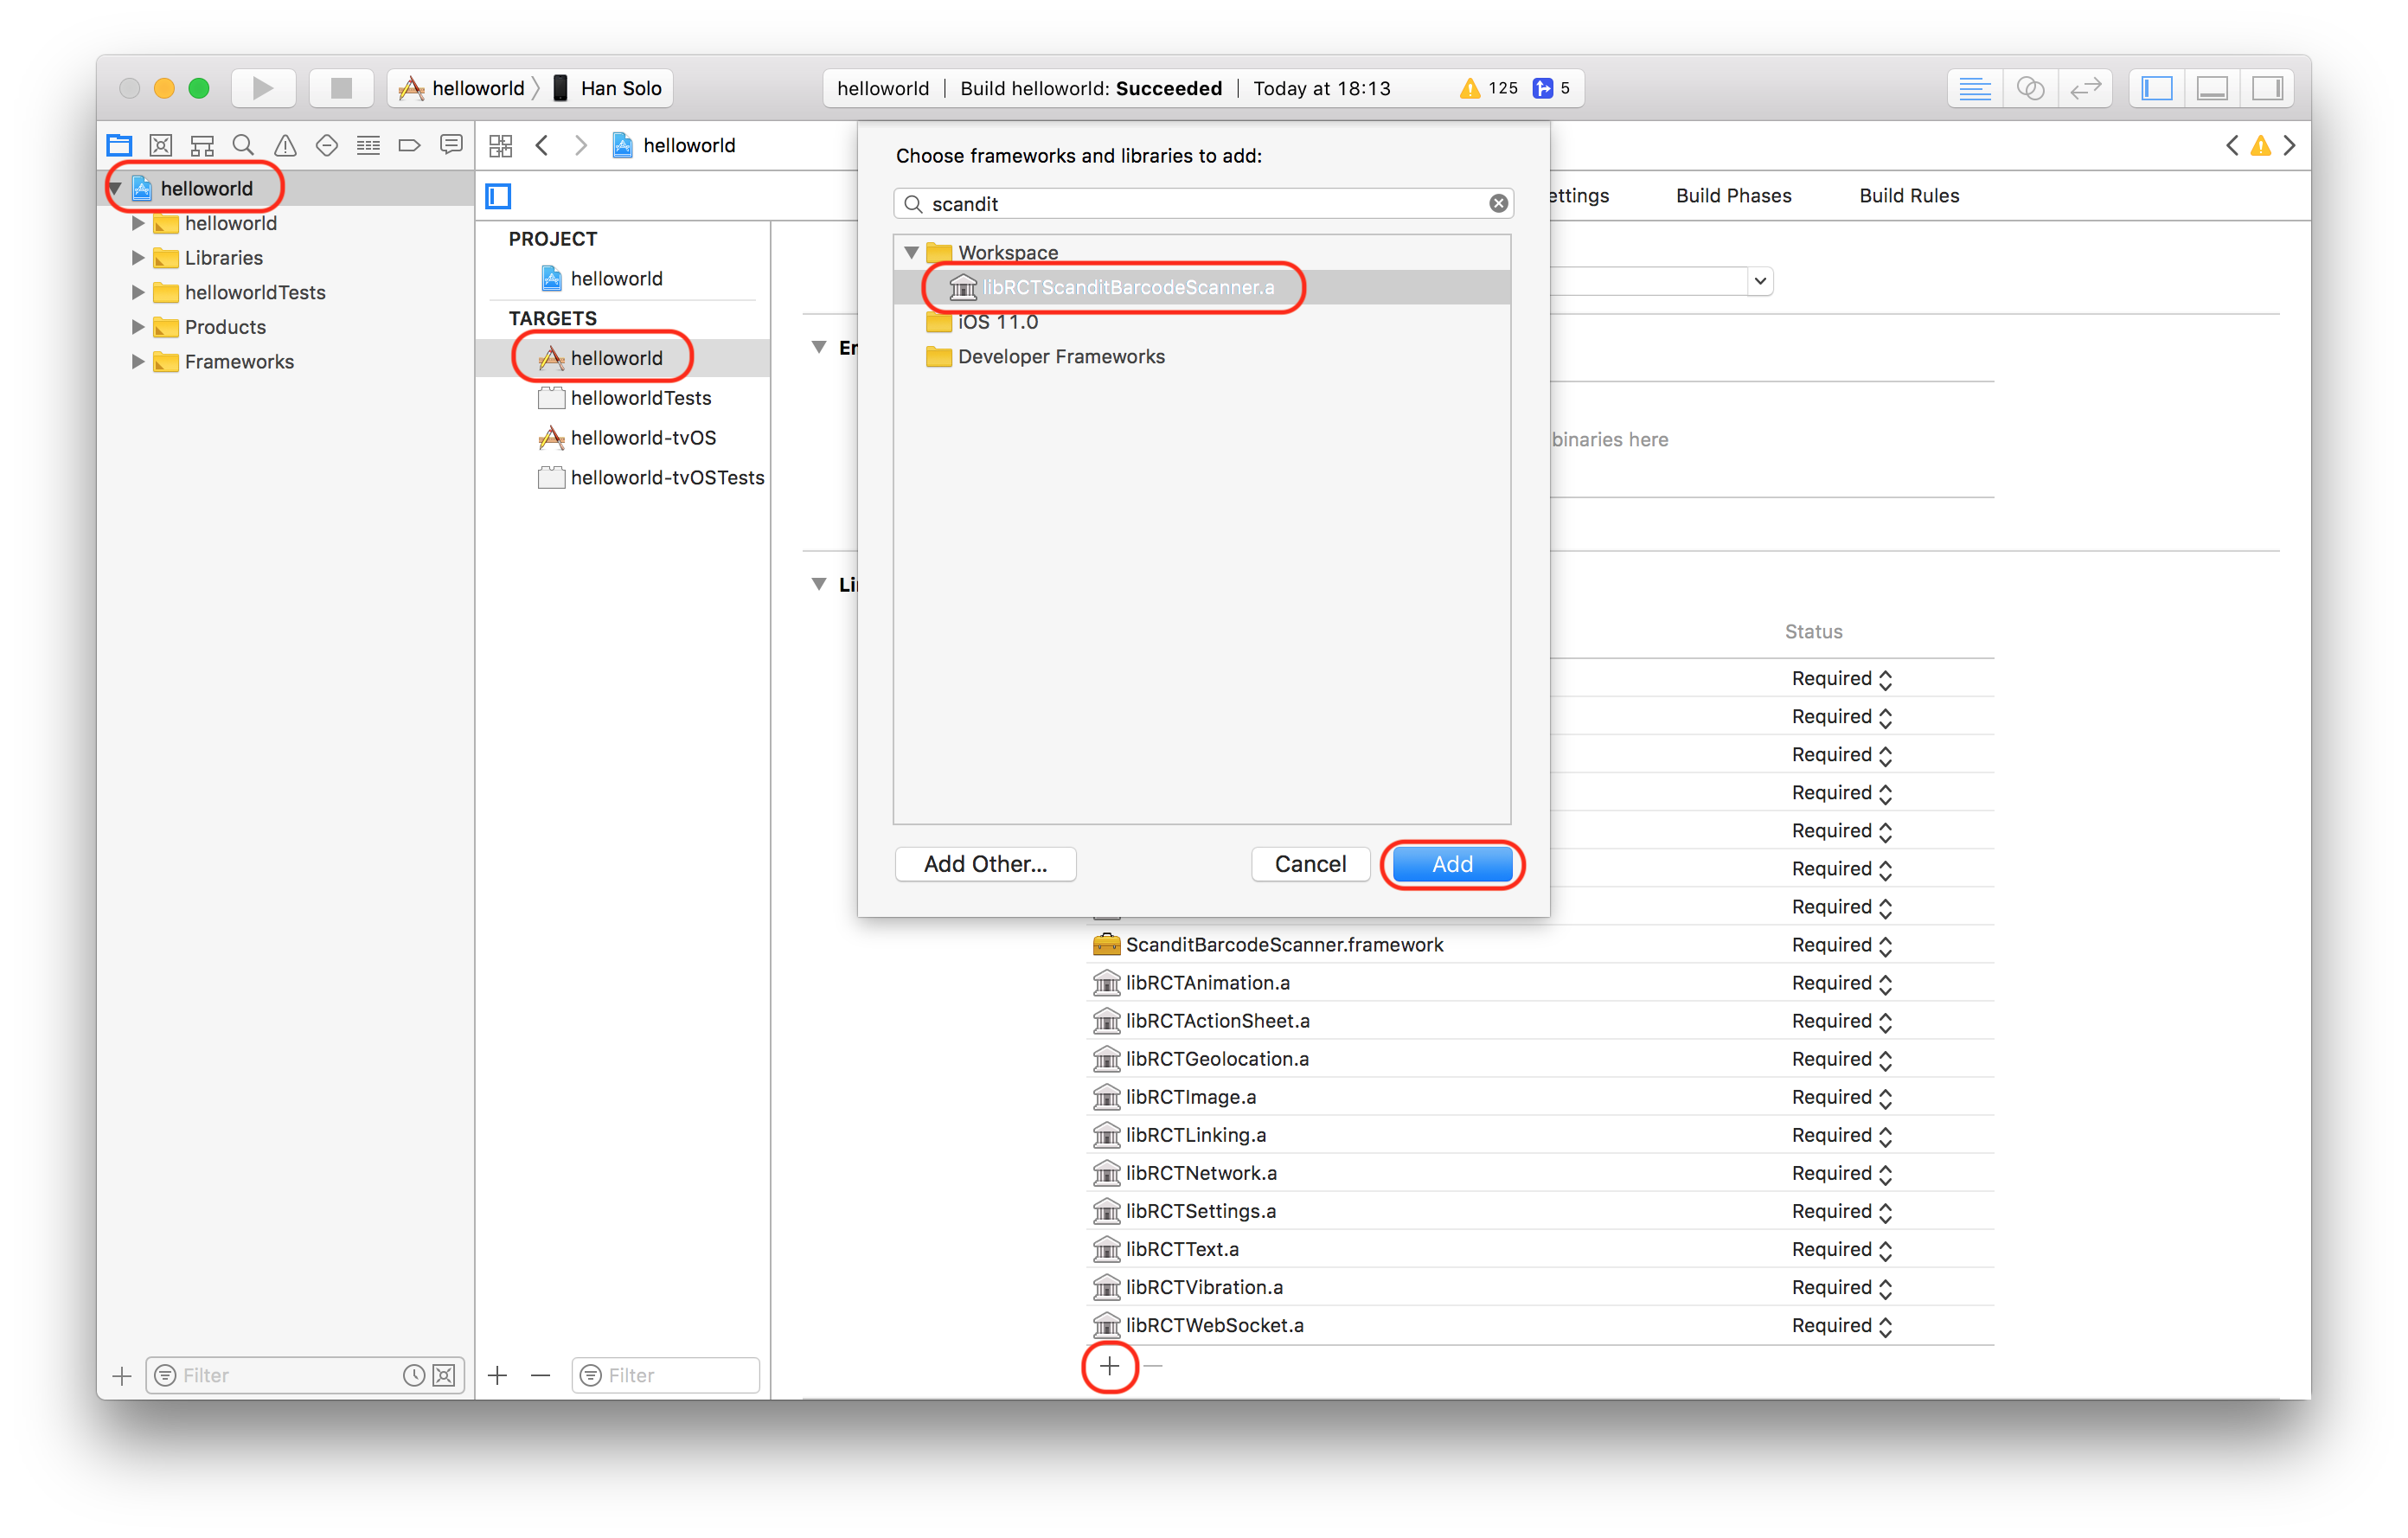 helloworld Han Solo
helloworld | Build helloworld: Succeeded | Today at 18:13 125 5
helloworld
helloworld
helloworld
Libraries
helloworldTests
Products
Frameworks
Filter
PROJECT
helloworld
TARGETS
helloworld
helloworldTests
helloworld-tvOS
helloworld-tvOSTests
Filter
Choose frameworks and libraries to add:
scandit
Workspace
libRCTScanditBarcodeScanner.a
iOS 11.0
Developer Frameworks
Add Other...
Cancel
Add
ettings
Build Phases
Build Rules
Er
binaries here
Li
Status
Required
Required
Required
Required
Required
Required
Required
ScanditBarcodeScanner.framework Required
libRCTAnimation.a Required
libRCTActionSheet.a Required
libRCTGeolocation.a Required
libRCTImage.a Required
libRCTLinking.a Required
libRCTNetwork.a Required
libRCTSettings.a Required
libRCTText.a Required
libRCTVibration.a Required
libRCTWebSocket.a Required